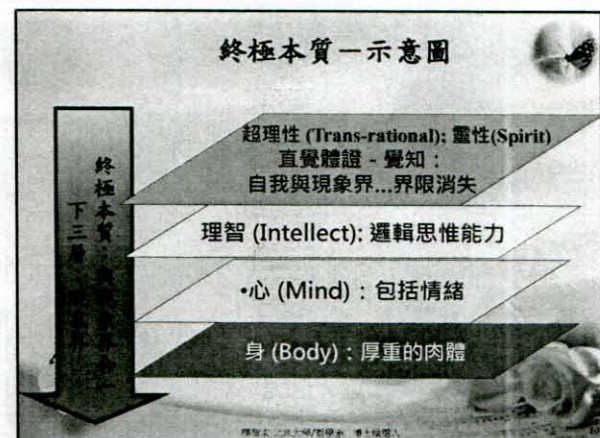 終極本質－示意圖
超理性 (Trans-rational); 靈性(Spirit)
直覺體證 - 覺知：
自我與現象界...界限消失
理智 (Intellect): 邏輯思惟能力
•心 (Mind)：包括情緒
身 (Body)：厚重的肉體
終極本質
下三層